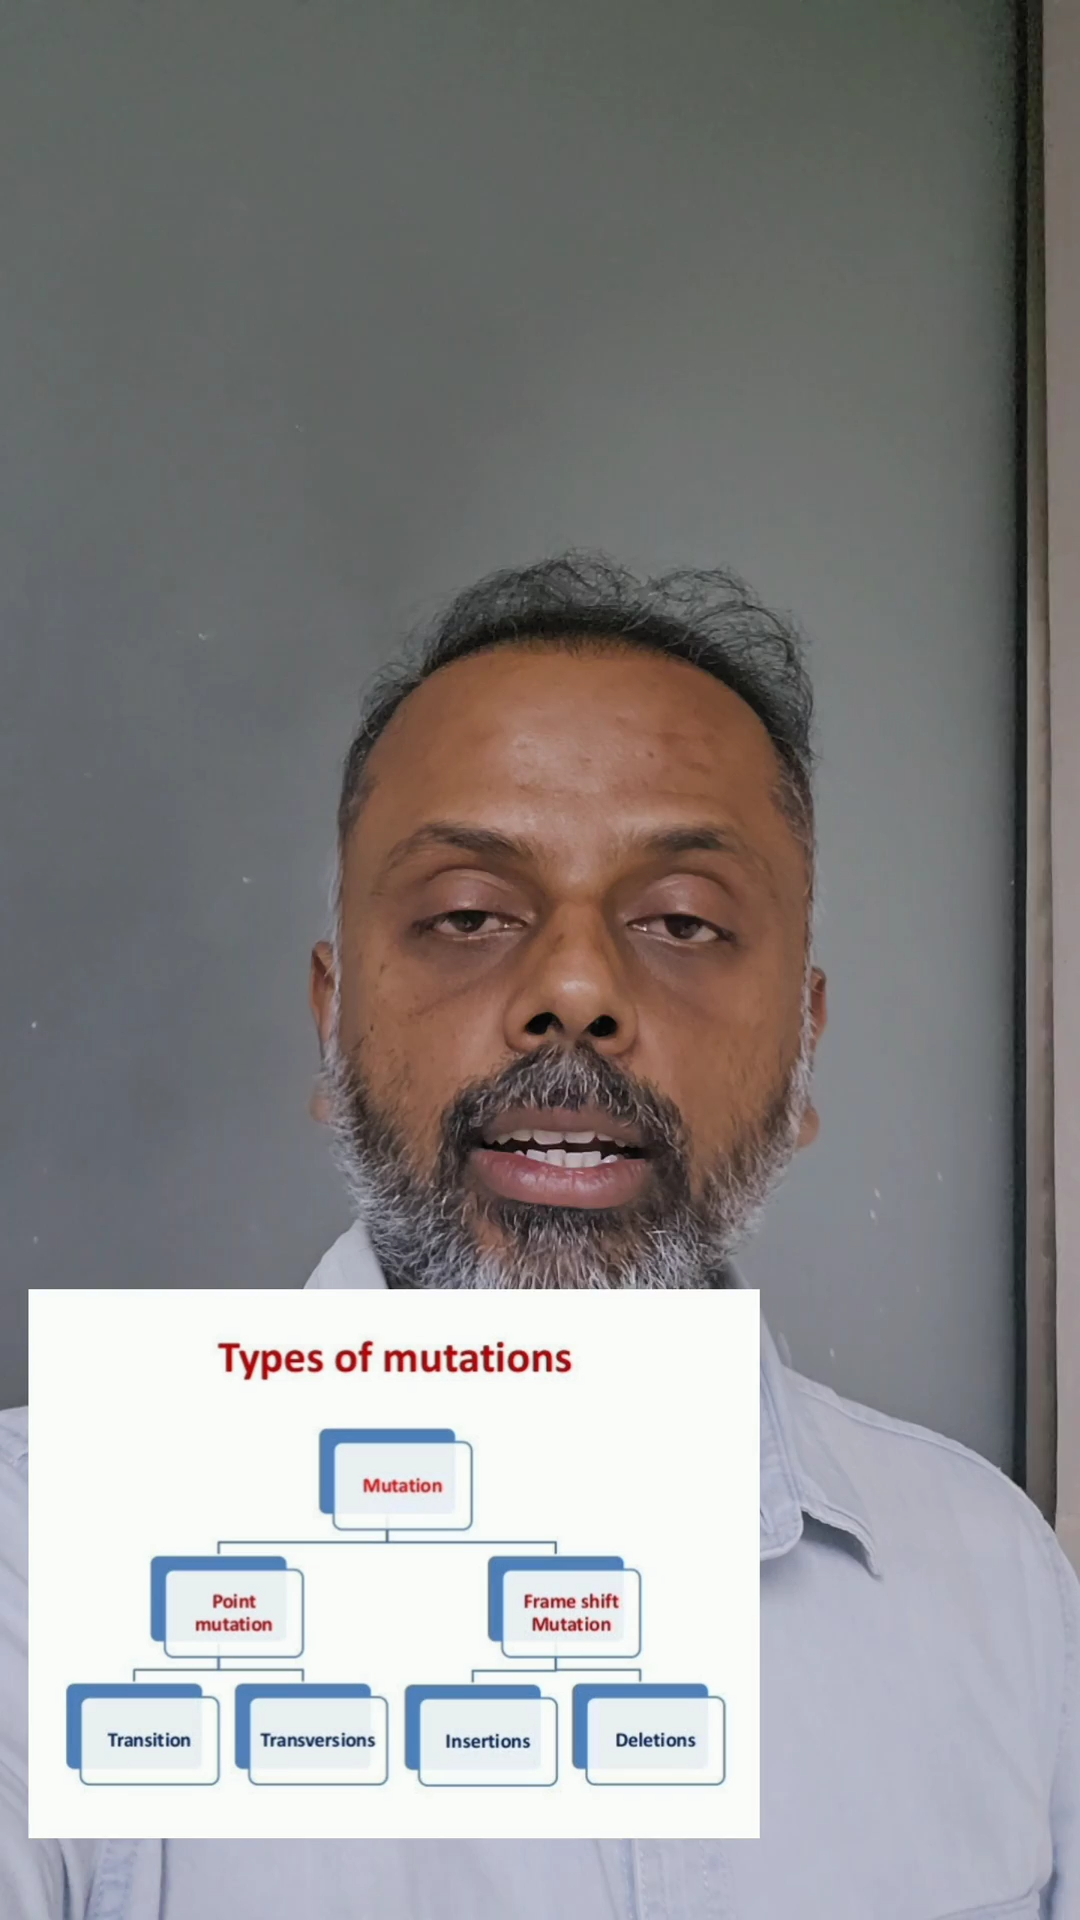 Types of mutations
Mutation
Point
mutation
Frame shift
Mutation
Transition
Transversions
Insertions
Deletions